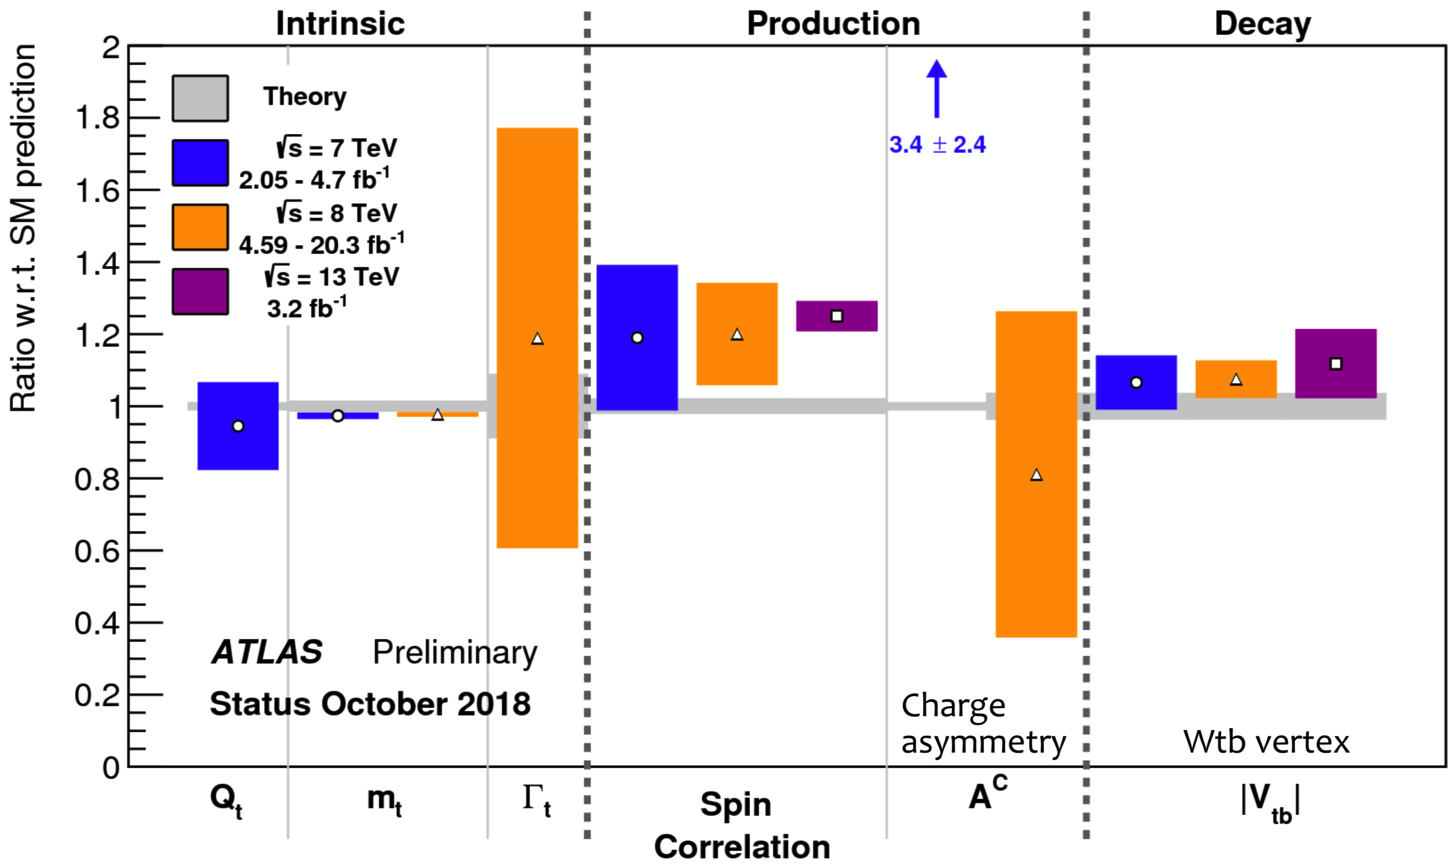 Intrinsic Production Decay
Ratio w.r.t. SM prediction
2
1.8
1.6
1.4
1.2
1
0.8
0.6
0.4
0.2
0
Theory
√s = 7 TeV
2.05 - 4.7 fb⁻¹
√s = 8 TeV
4.59 - 20.3 fb⁻¹
√s = 13 TeV
3.2 fb⁻¹
3.4 ± 2.4
ATLAS Preliminary
Status October 2018
Charge
asymmetry
Wtb vertex
Qt mt Γt Spin
Correlation
A^C |Vtb|